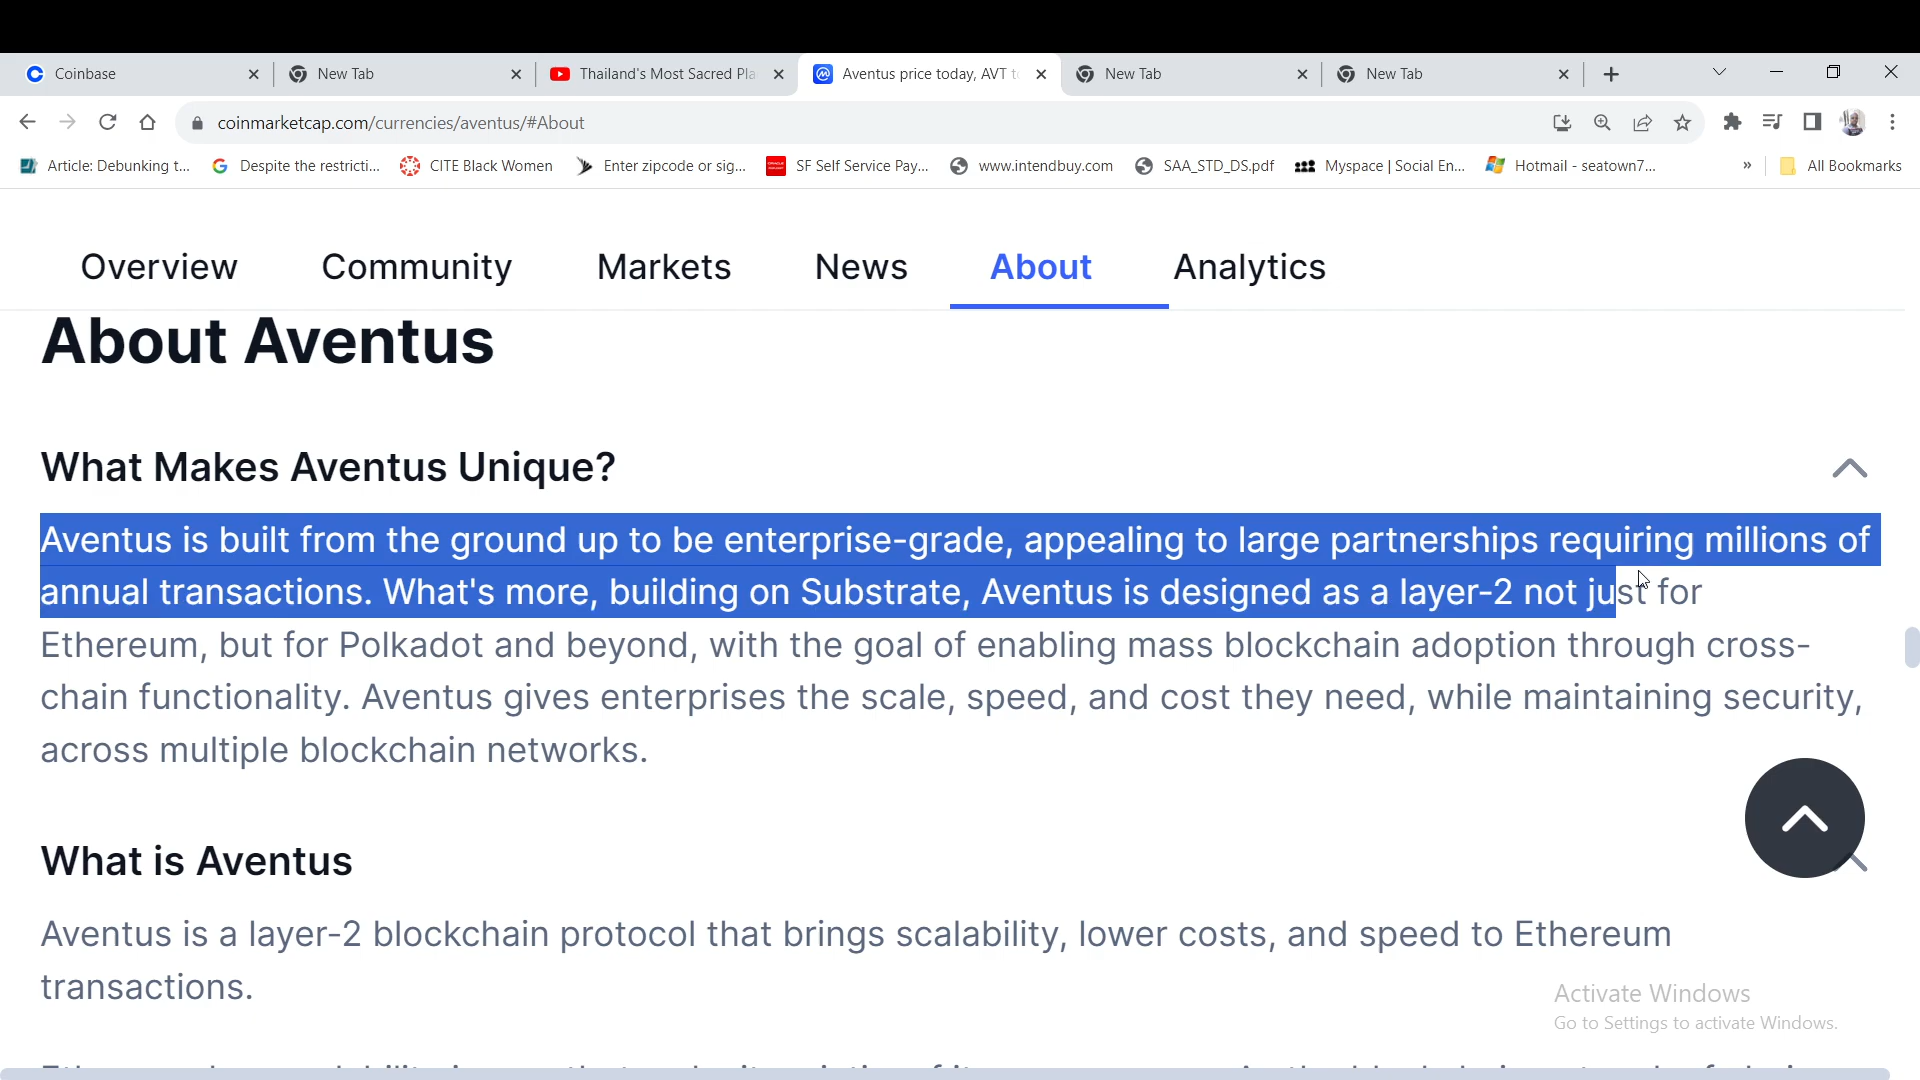 Coinbase
New Tab
Thailand's Most Sacred Pla
Aventus price today, AVT to
New Tab
New Tab
coinmarketcap.com/currencies/aventus/#About
Article: Debunking t...
Despite the restricti...
CITE Black Women
Enter zipcode or sig...
SF Self Service Pay...
www.intendbuy.com
SAA_STD_DS.pdf
Myspace | Social En...
Hotmail - seatown7...
»
All Bookmarks
Overview
Community
Markets
News
About
Analytics
About Aventus
What Makes Aventus Unique?
Aventus is built from the ground up to be enterprise-grade, appealing to large partnerships requiring millions of
annual transactions. What's more, building on Substrate, Aventus is designed as a layer-2 not just for
Ethereum, but for Polkadot and beyond, with the goal of enabling mass blockchain adoption through cross-
chain functionality. Aventus gives enterprises the scale, speed, and cost they need, while maintaining security,
across multiple blockchain networks.
What is Aventus
Aventus is a layer-2 blockchain protocol that brings scalability, lower costs, and speed to Ethereum
transactions.
Activate Windows
Go to Settings to activate Windows.